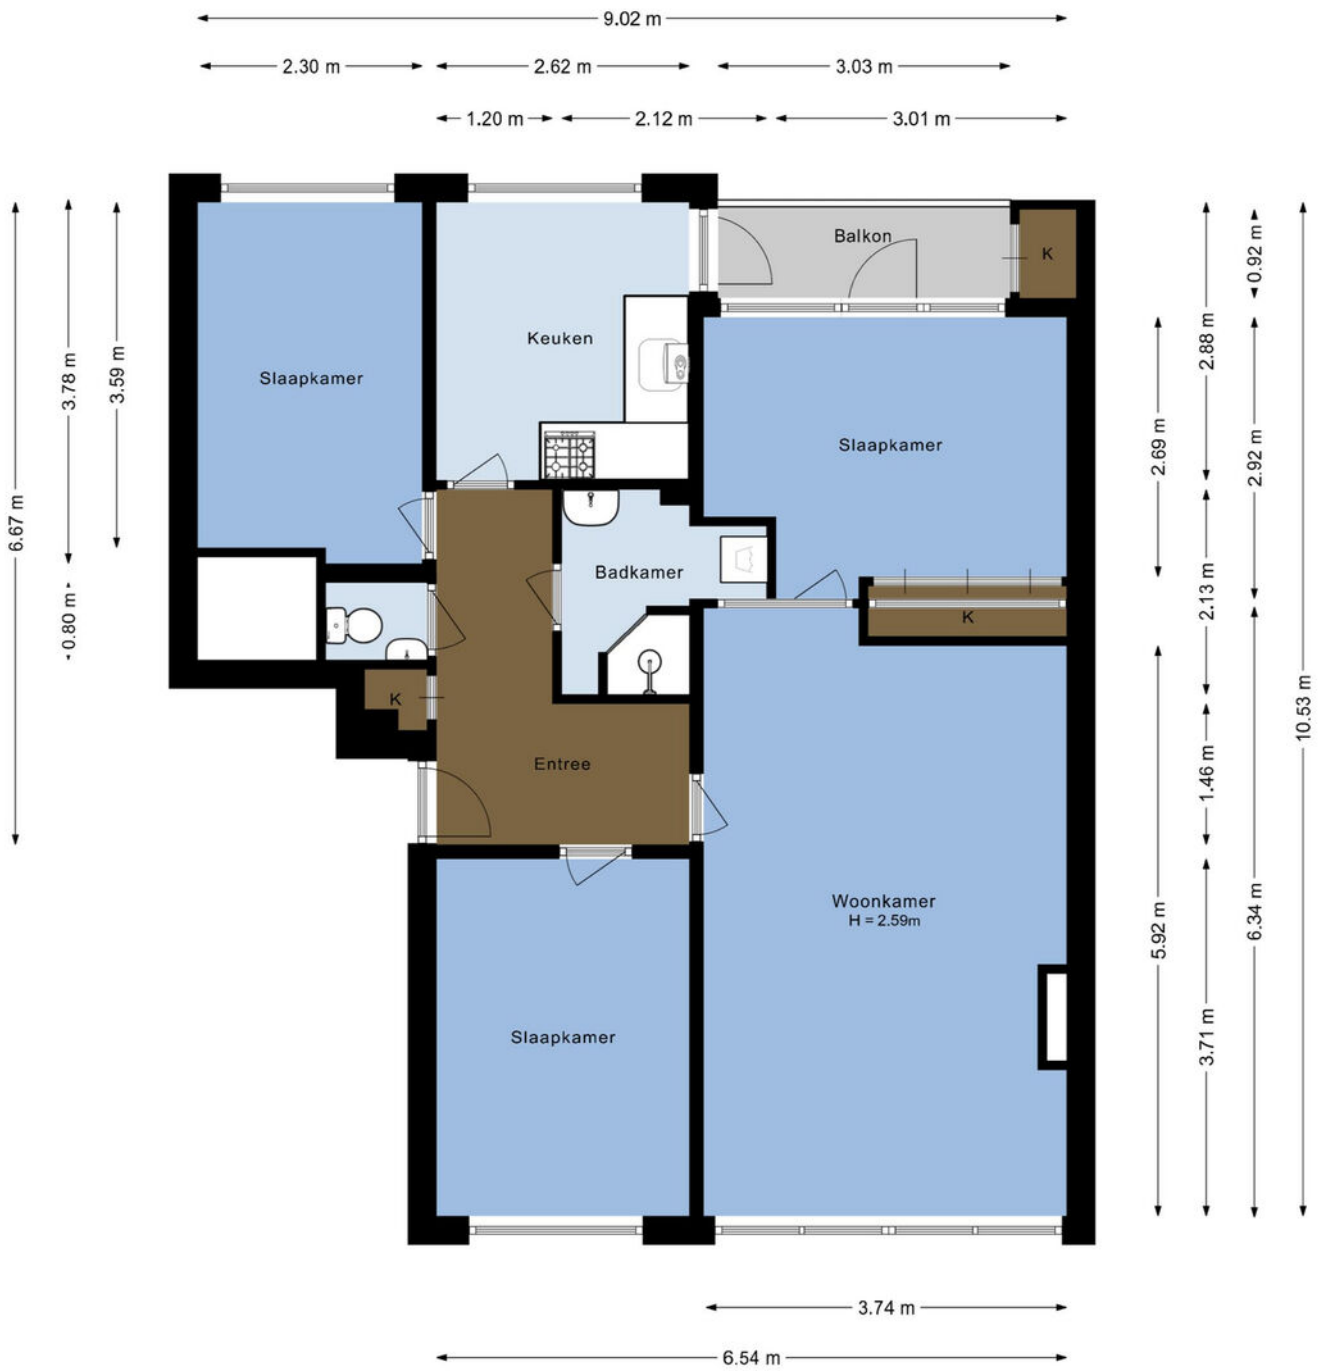 9.02 m
2.30 m
2.62 m
3.03 m
1.20 m
2.12 m
3.01 m
Balkon
K
Keuken
Slaapkamer
Slaapkamer
Badkamer
K
K
Entree
Woonkamer
H = 2.59m
Slaapkamer
6.67 m
3.78 m
0.80 m
3.59 m
2.69 m
5.92 m
2.88 m
2.13 m
1.46 m
3.71 m
0.92 m
2.92 m
6.34 m
10.53 m
3.74 m
6.54 m